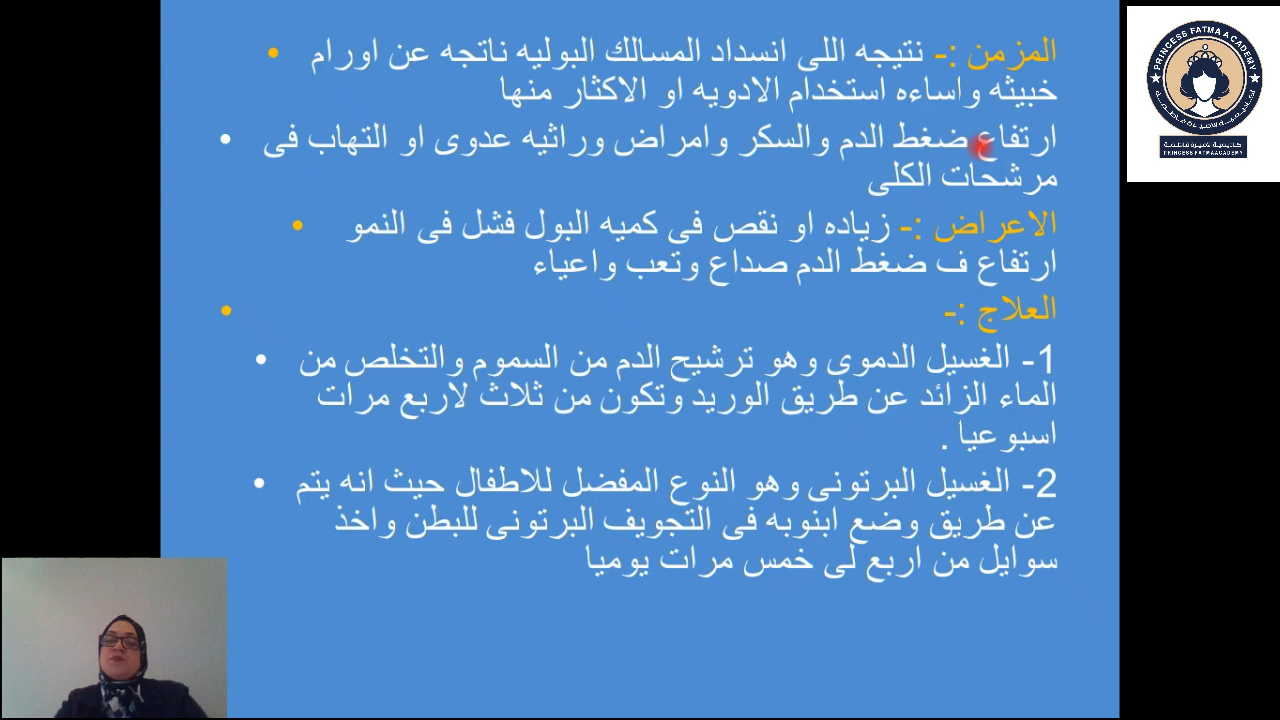 المزمن :- نتيجه اللى انسداد المسالك البوليه ناتجه عن اورام
خبيثه واساءه استخدام الادويه او الاكثار منها
ارتفاع ضغط الدم والسكر وامراض وراثيه عدوى او التهاب فى
مرشحات الكلى
الاعراض :- زياده او نقص فى كميه البول فشل فى النمو
ارتفاع ف ضغط الدم صداع وتعب واعياء
العلاج :-
1- الغسيل الدموى وهو ترشيح الدم من السموم والتخلص من
الماء الزائد عن طريق الوريد وتكون من ثلاث لاربع مرات
اسبوعيا .
2- الغسيل البرتونى وهو النوع المفضل للاطفال حيث انه يتم
عن طريق وضع ابنوبه فى التجويف البرتونى للبطن واخذ
سوايل من اربع لى خمس مرات يوميا
PRINCESS FATMA ACADEMY
PRINCESS FATMA ACADEMY